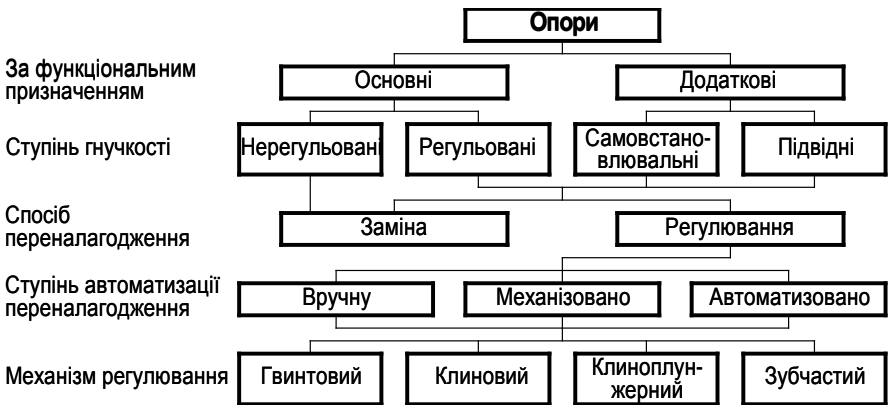 Опори
За функціональним
призначенням
Основні
Додаткові
Ступінь гнучкості
Нерегульовані
Регульовані
Самовстано-
влювальні
Підвідні
Спосіб
переналагодження
Заміна
Регулювання
Ступінь автоматизації
переналагодження
Вручну
Механізовано
Автоматизовано
Механізм регулювання
Гвинтовий
Клиновий
Клиноплун-
жерний
Зубчастий